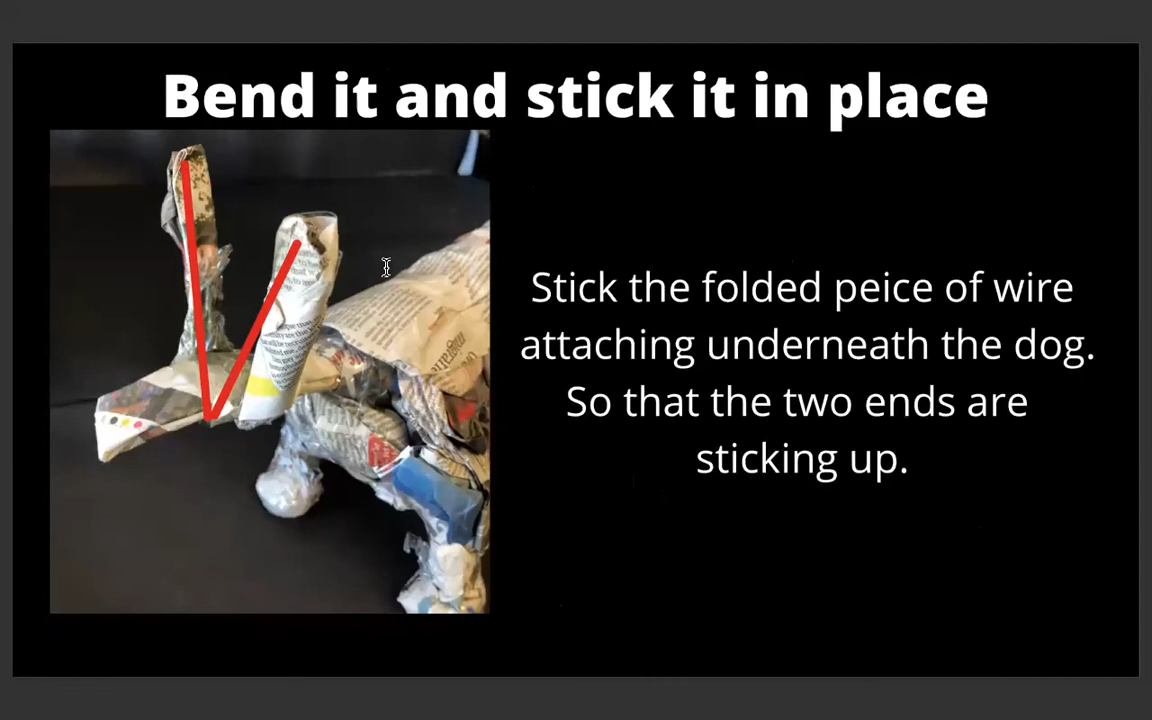 Bend it and stick it in place
Stick the folded peice of wire
attaching underneath the dog.
So that the two ends are
sticking up.